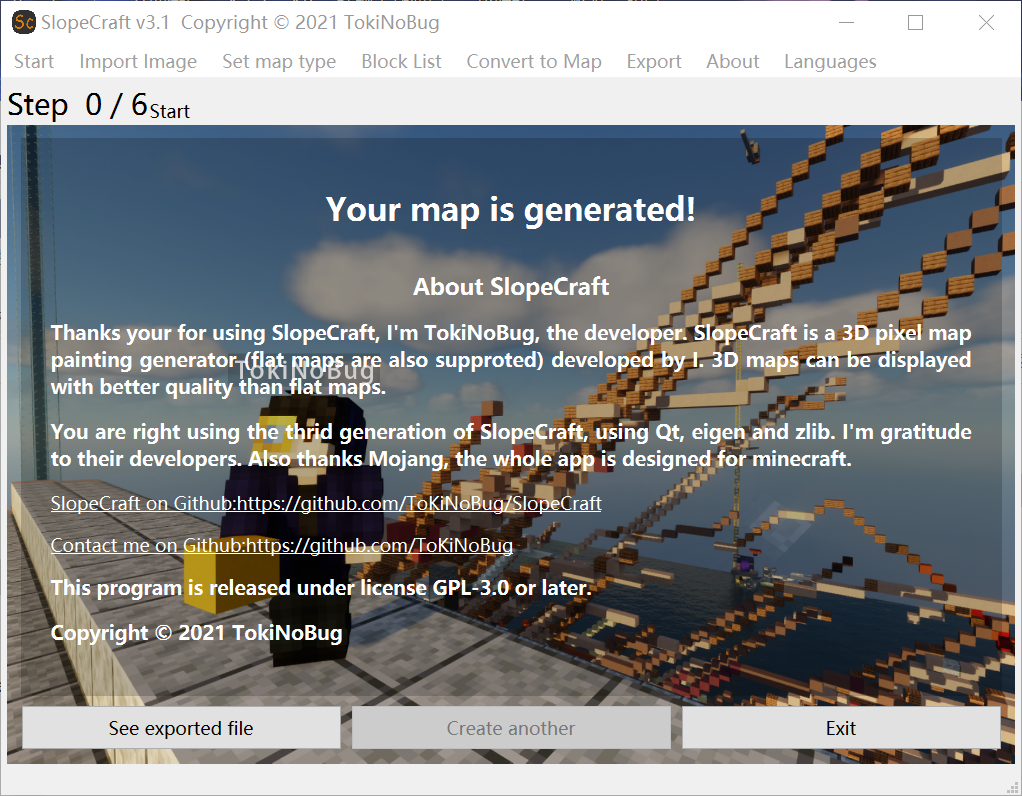 Sc SlopeCraft v3.1 Copyright © 2021 TokiNoBug
Start Import Image Set map type Block List Convert to Map Export About Languages
Step 0 / 6 Start
Your map is generated!
About SlopeCraft
Thanks your for using SlopeCraft, I'm TokiNoBug, the developer. SlopeCraft is a 3D pixel map
painting generator (flat maps are also supproted) developed by I. 3D maps can be displayed
with better quality than flat maps.
TokiNoBug
You are right using the thrid generation of SlopeCraft, using Qt, eigen and zlib. I'm gratitude
to their developers. Also thanks Mojang, the whole app is designed for minecraft.
SlopeCraft on Github:https://github.com/ToKiNoBug/SlopeCraft
Contact me on Github:https://github.com/ToKiNoBug
This program is released under license GPL-3.0 or later.
Copyright © 2021 TokiNoBug
See exported file Create another Exit